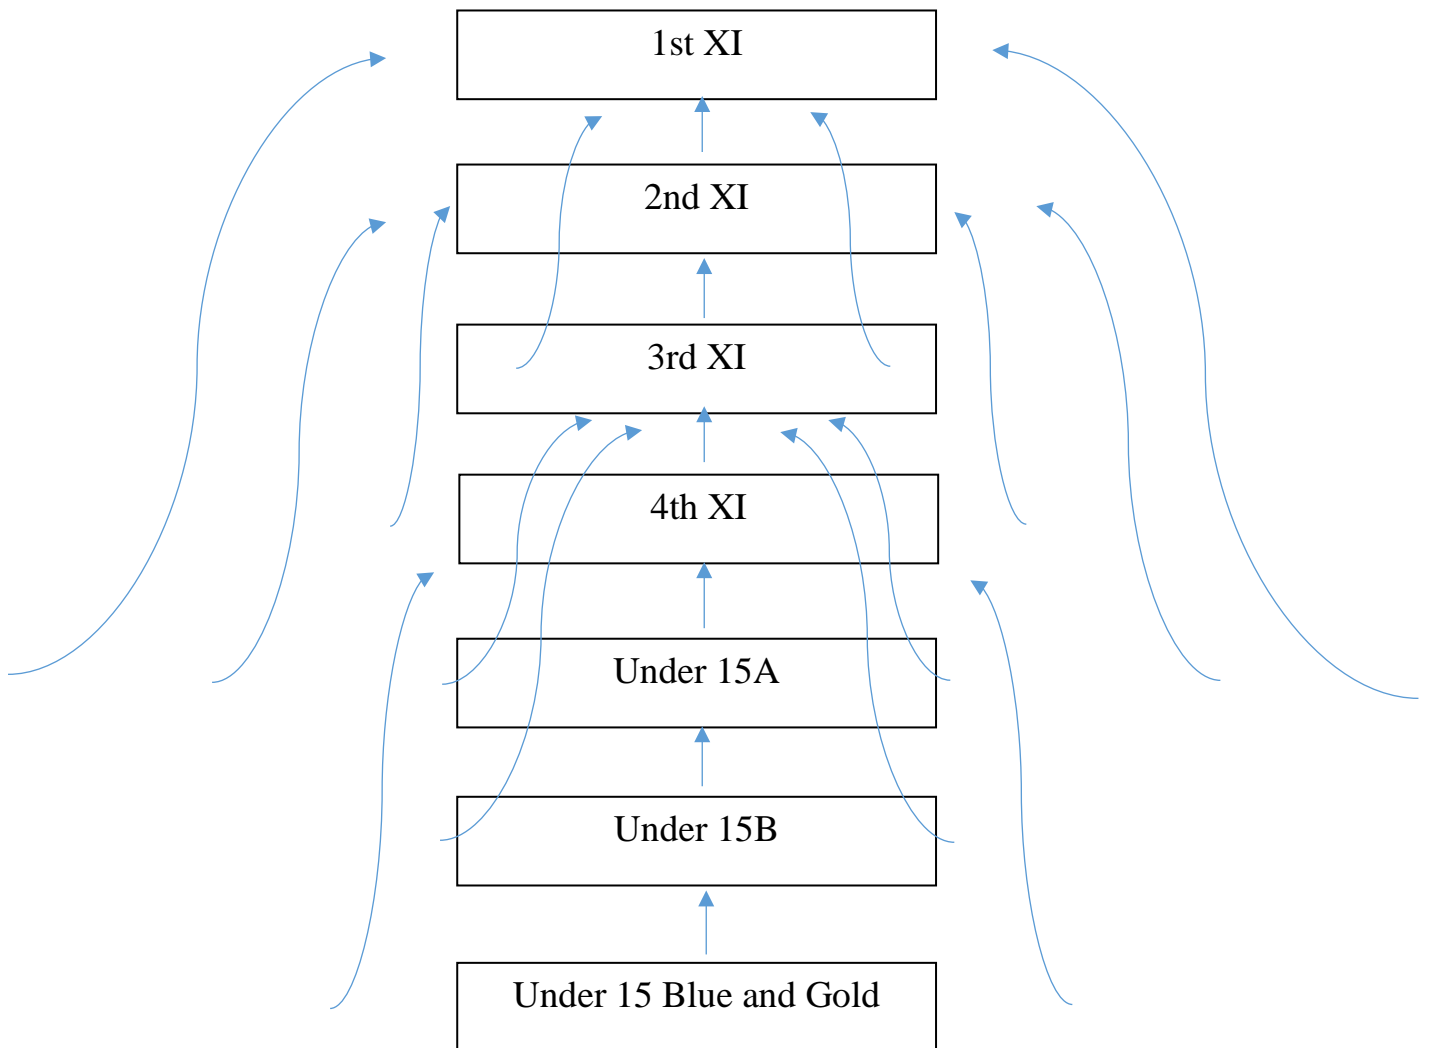 1st XI
2nd XI
3rd XI
4th XI
Under 15A
Under 15B
Under 15 Blue and Gold